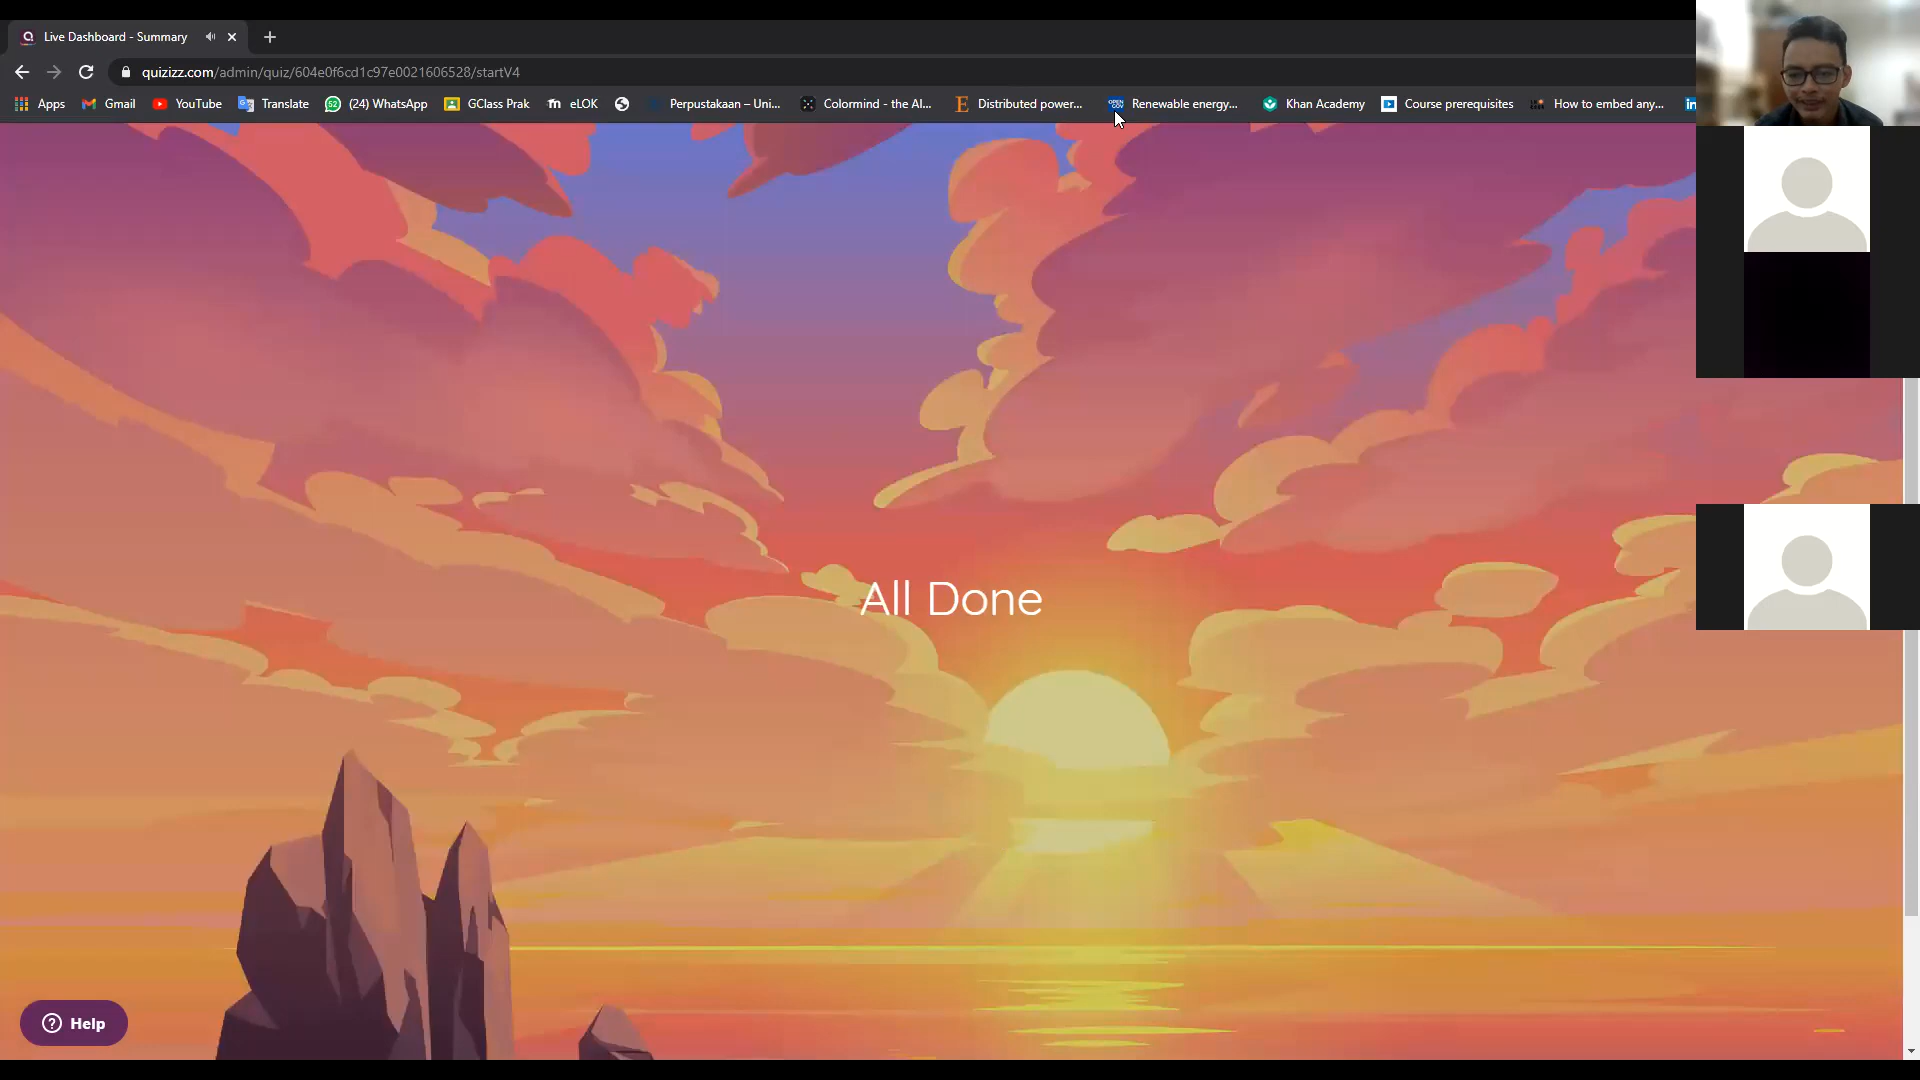 Live Dashboard - Summary
quizizz.com/admin/quiz/604e0f6cd1c97e0021606528/startV4
Apps Gmail YouTube Translate (24) WhatsApp GClass Prak eLOK Perpustakaan – Uni... Colormind - the AI... Distributed power... Renewable energy... Khan Academy Course prerequisites How to embed any...
All Done
Help